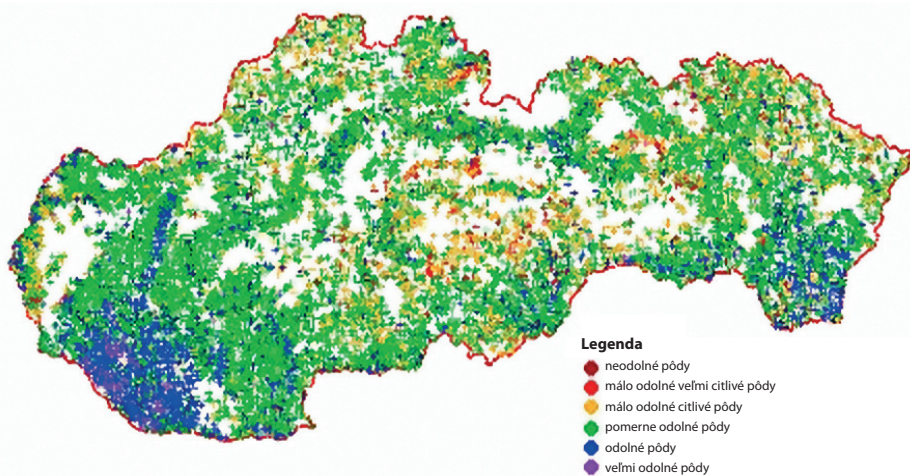 Legenda
neodolné pôdy
málo odolné veľmi citlivé pôdy
málo odolné citlivé pôdy
pomerne odolné pôdy
odolné pôdy
veľmi odolné pôdy